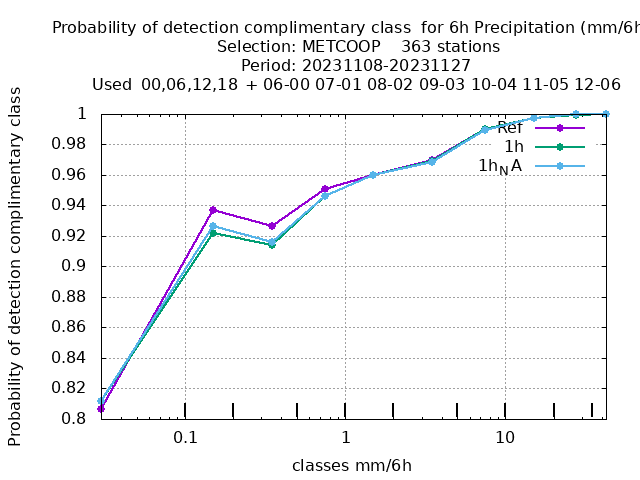 Probability of detection complimentary class  for 6h Precipitation (mm/6h
Selection: METCOOP    363 stations
Period: 20231108-20231127
Used  00,06,12,18  + 06-00 07-01 08-02 09-03 10-04 11-05 12-06
Probability of detection complimentary class
1
0.98
0.96
0.94
0.92
0.9
0.88
0.86
0.84
0.82
0.8
Ref
1h
1h_NA
0.1
1
10
classes mm/6h